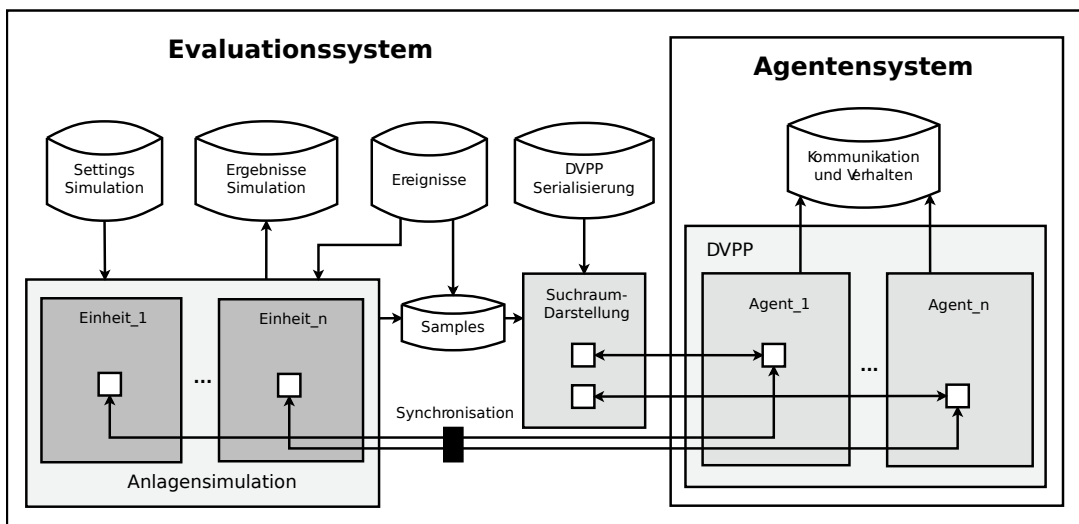 Evaluationssystem
Agentensystem
Settings
Simulation
Ergebnisse
Simulation
Ereignisse
DVPP
Serialisierung
Kommunikation
und Verhalten
DVPP
Einheit_1
...
Einheit_n
Samples
Suchraum-
Darstellung
Agent_1
...
Agent_n
Synchronisation
Anlagensimulation